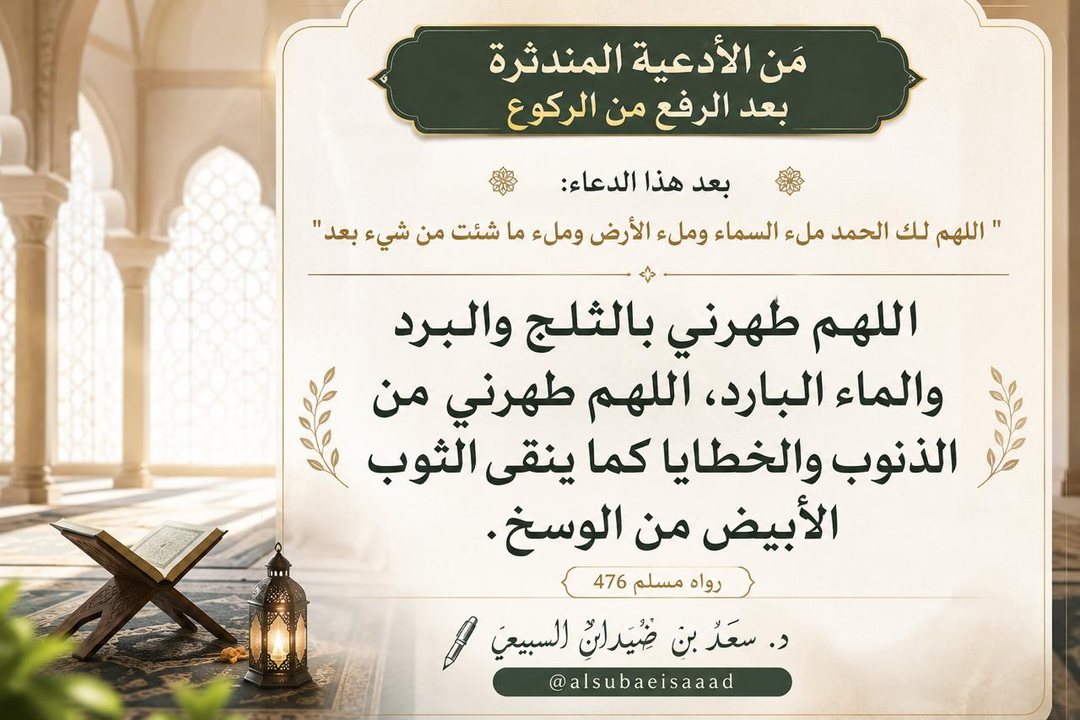 مَن الأدعية المندثرة
بعد الرفع من الركوع
بعد هذا الدعاء:
" اللهم لك الحمد ملء السماء وملء الأرض وملء ما شئت من شيء بعد"
اللهم طهرني بالثلج والبرد
والماء البارد، اللهم طهرني من
الذنوب والخطايا كما ينقى الثوب
الأبيض من الوسخ.
رواه مسلم 476
د. سعَدْ بنْ ضَيَدانْ السبيعيَ
@alsubaeisaaad